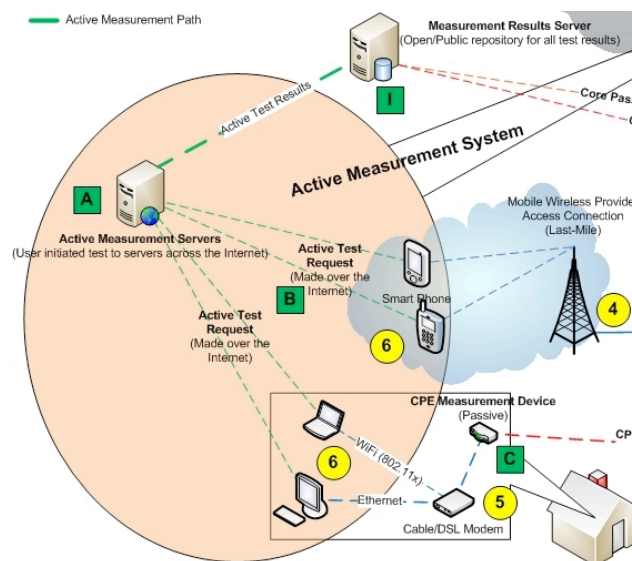 Active Measurement Path
Measurement Results Server
(Open/Public repository for all test results)
I
Active Test Results
Core Pas
Active Measurement System
A
Active Measurement Servers
(User initiated test to servers across the Internet)
Mobile Wireless Provide
Access Connection
(Last-Mile)
Active Test
Request
(Made over the
Internet)
B
Smart Phone
4
6
Active Test
Request
(Made over the
Internet)
CPE Measurement Device
(Passive)
CP
C
6
WiFi (802.11x)
Ethernet
5
Cable/DSL Modem